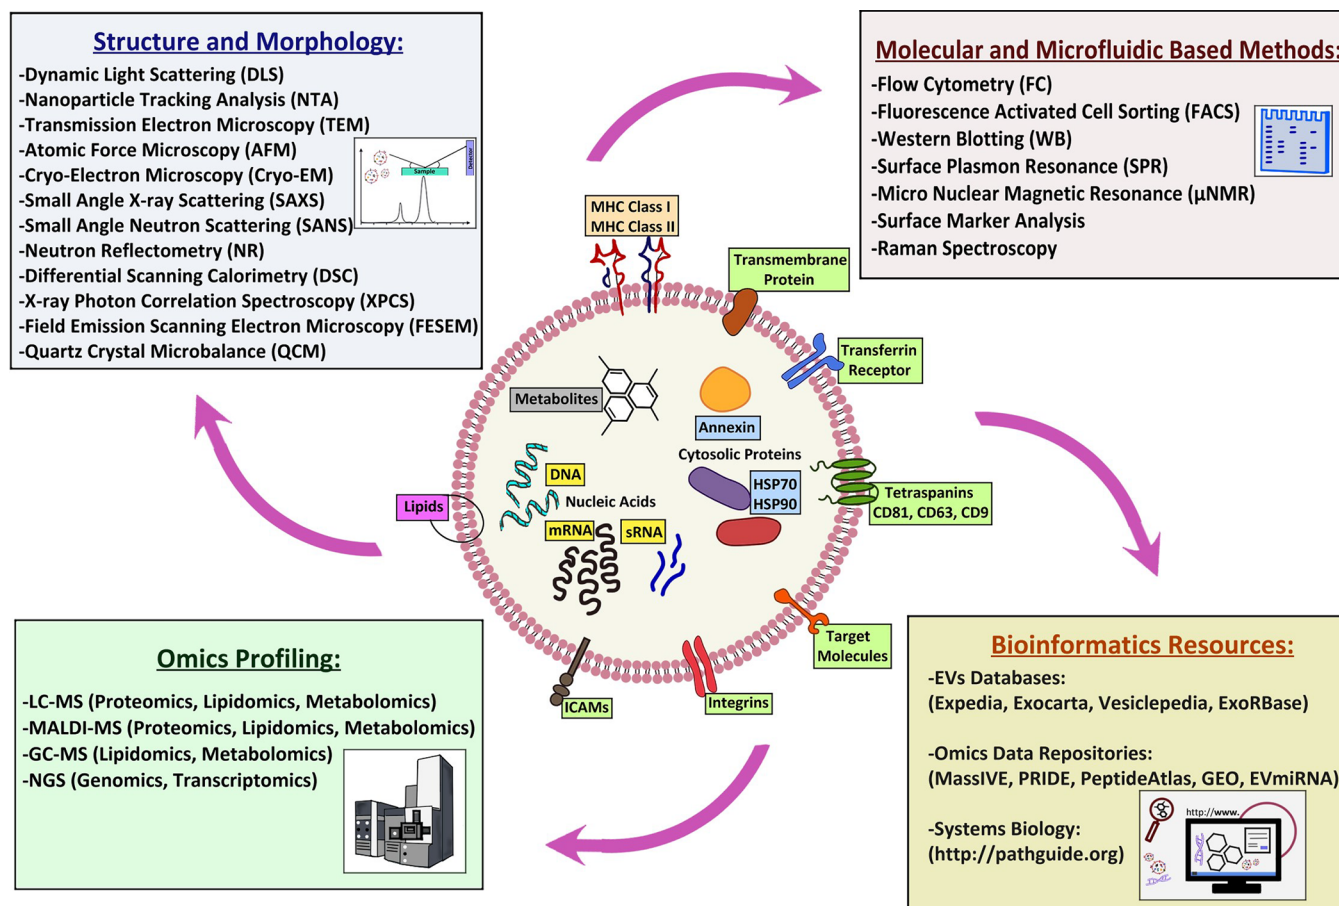 Structure and Morphology:
-Dynamic Light Scattering (DLS)
-Nanoparticle Tracking Analysis (NTA)
-Transmission Electron Microscopy (TEM)
-Atomic Force Microscopy (AFM)
-Cryo-Electron Microscopy (Cryo-EM)
-Small Angle X-ray Scattering (SAXS)
-Small Angle Neutron Scattering (SANS)
-Neutron Reflectometry (NR)
-Differential Scanning Calorimetry (DSC)
-X-ray Photon Correlation Spectroscopy (XPCS)
-Field Emission Scanning Electron Microscopy (FESEM)
-Quartz Crystal Microbalance (QCM)
Sample
Detector
Molecular and Microfluidic Based Methods:
-Flow Cytometry (FC)
-Fluorescence Activated Cell Sorting (FACS)
-Western Blotting (WB)
-Surface Plasmon Resonance (SPR)
-Micro Nuclear Magnetic Resonance (μNMR)
-Surface Marker Analysis
-Raman Spectroscopy
MHC Class I
MHC Class II
Transmembrane
Protein
Transferrin
Receptor
Metabolites
Annexin
Cytosolic Proteins
HSP70
HSP90
DNA
Nucleic Acids
mRNA
sRNA
Lipids
Tetraspanins
CD81, CD63, CD9
Target
Molecules
Integrins
ICAMs
Omics Profiling:
-LC-MS (Proteomics, Lipidomics, Metabolomics)
-MALDI-MS (Proteomics, Lipidomics, Metabolomics)
-GC-MS (Lipidomics, Metabolomics)
-NGS (Genomics, Transcriptomics)
Bioinformatics Resources:
-EVs Databases:
(Expedia, Exocarta, Vesiclepedia, ExoRBase)
-Omics Data Repositories:
(MassIVE, PRIDE, PeptideAtlas, GEO, EVmiRNA)
-Systems Biology:
(http://pathguide.org)
http://www.